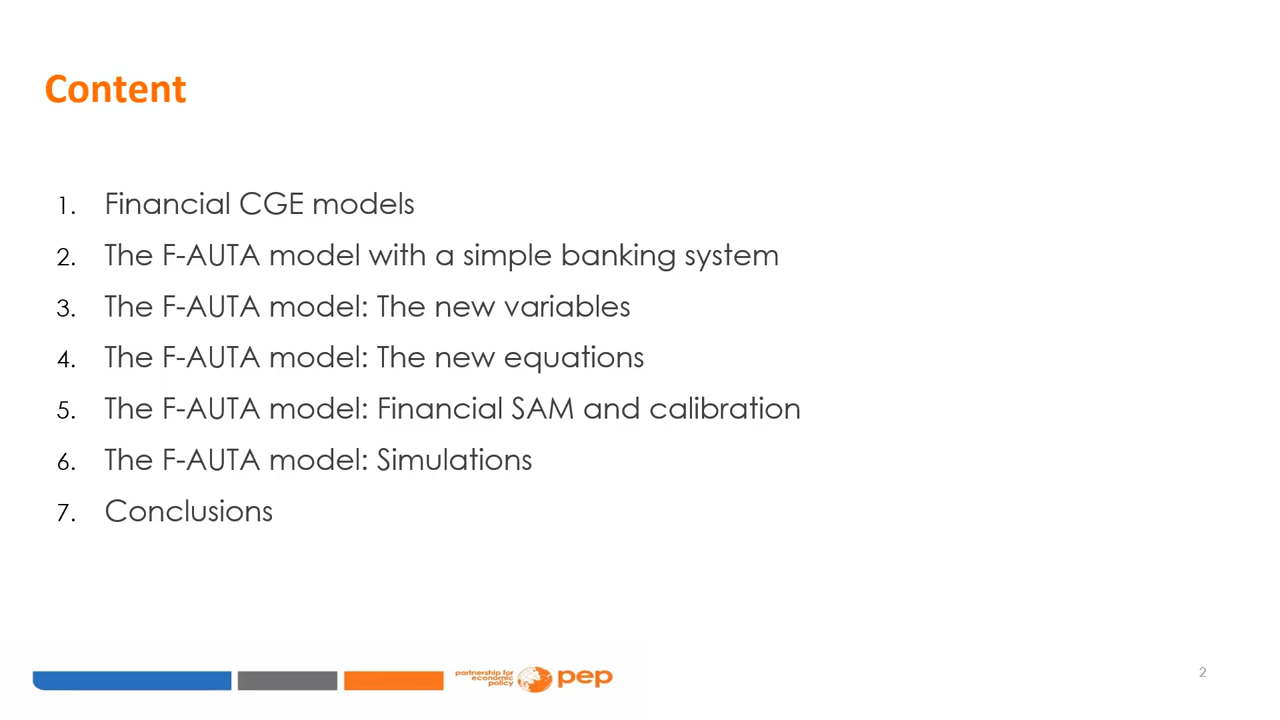 Content
1. Financial CGE models
2. The F-AUTA model with a simple banking system
3. The F-AUTA model: The new variables
4. The F-AUTA model: The new equations
5. The F-AUTA model: Financial SAM and calibration
6. The F-AUTA model: Simulations
7. Conclusions
partnership for
economic
policy
pep
2